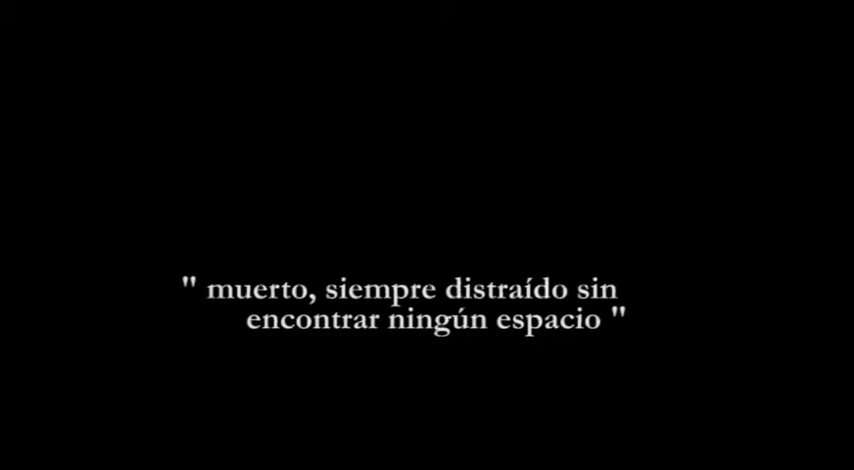 " muerto, siempre distraído sin
encontrar ningún espacio "